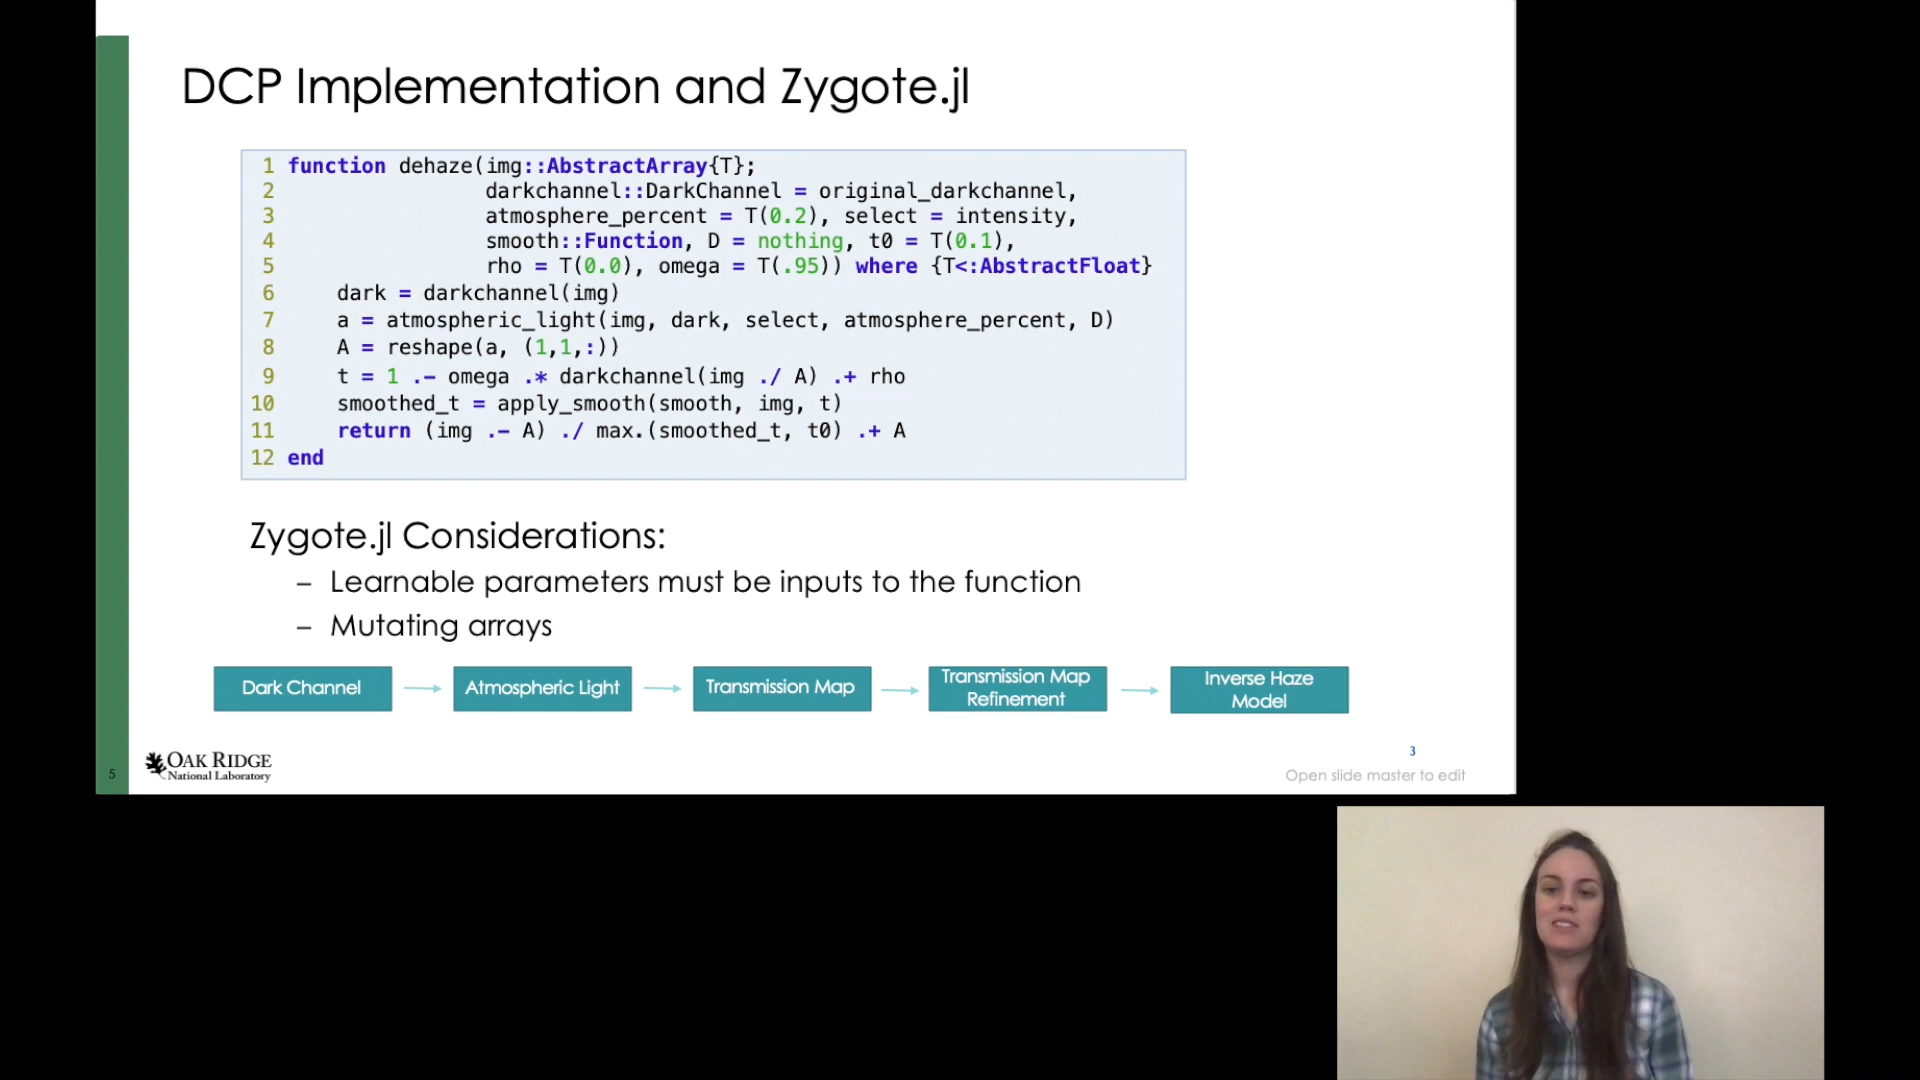 DCP Implementation and Zygote.jl
1 function dehaze(img::AbstractArray{T};
2 darkchannel::DarkChannel = original_darkchannel,
3 atmosphere_percent = T(0.2), select = intensity,
4 smooth::Function, D = nothing, t0 = T(0.1),
5 rho = T(0.0), omega = T(.95)) where {T<:AbstractFloat}
6 dark = darkchannel(img)
7 a = atmospheric_light(img, dark, select, atmosphere_percent, D)
8 A = reshape(a, (1,1,:))
9 t = 1 .- omega .* darkchannel(img ./ A) .+ rho
10 smoothed_t = apply_smooth(smooth, img, t)
11 return (img .- A) ./ max.(smoothed_t, t0) .+ A
12 end
Zygote.jl Considerations:
– Learnable parameters must be inputs to the function
– Mutating arrays
Dark Channel
Atmospheric Light
Transmission Map
Transmission Map
Refinement
Inverse Haze
Model
5
OAK RIDGE
National Laboratory
3
Open slide master to edit